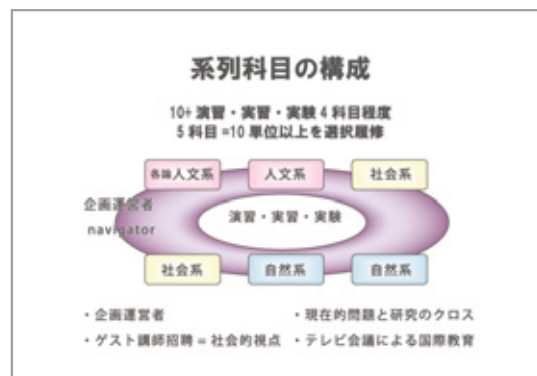 系列科目の構成
10+ 演習・実習・実験 4 科目程度
5 科目 =10 単位以上を選択履修
各論人文系
人文系
社会系
企画運営者
navigator
演習・実習・実験
社会系
自然系
自然系
・企画運営者
・現在的問題と研究のクロス
・ゲスト講師招聘 = 社会的視点
・テレビ会議による国際教育